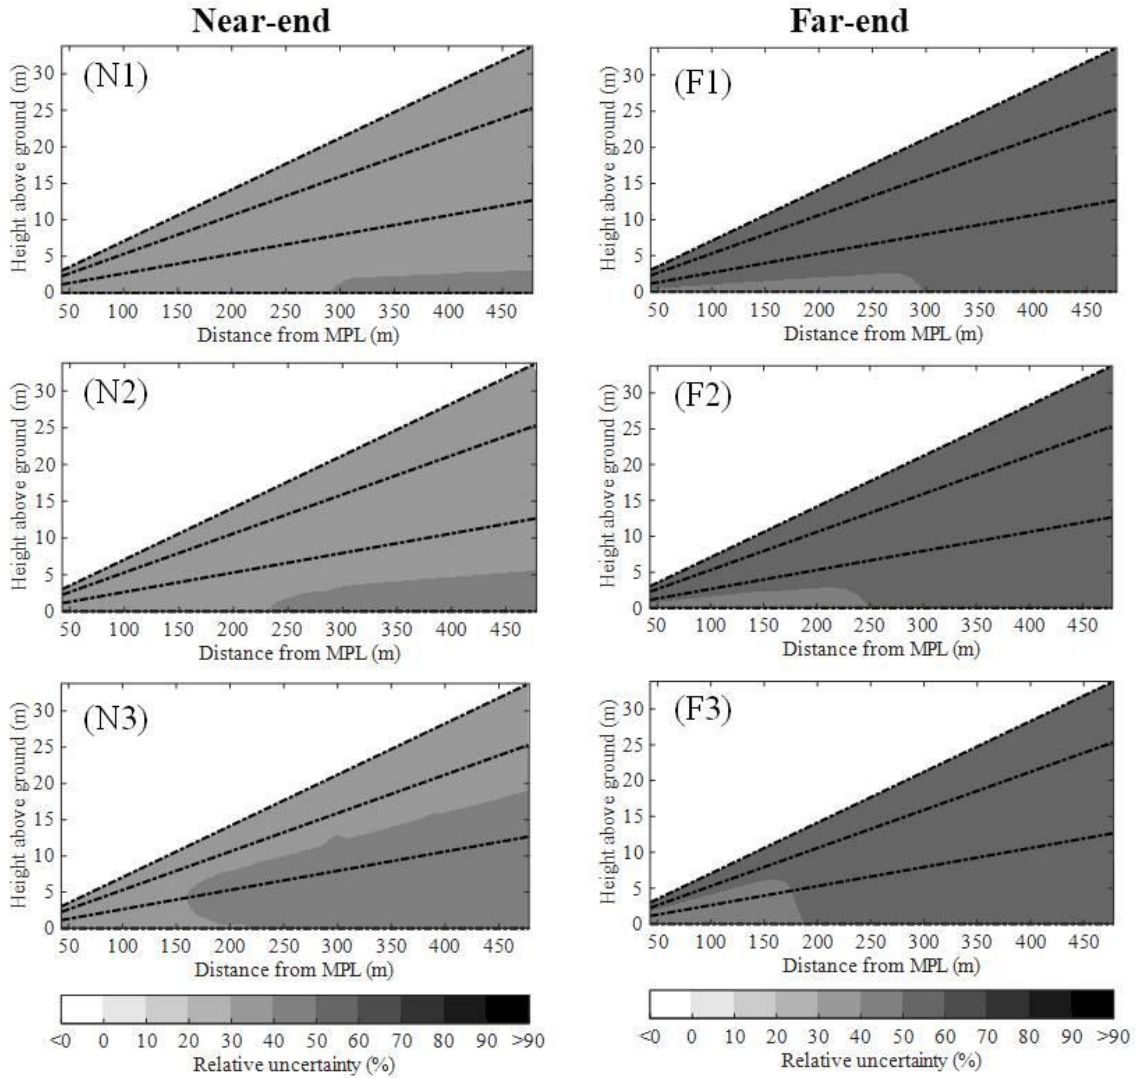 Near-end
Far-end
(N1)
Height above ground (m)
30
25
20
15
10
5
0
50 100 150 200 250 300 350 400 450
Distance from MPL (m)
(F1)
Height above ground (m)
30
25
20
15
10
5
0
50 100 150 200 250 300 350 400 450
Distance from MPL (m)
(N2)
Height above ground (m)
30
25
20
15
10
5
0
50 100 150 200 250 300 350 400 450
Distance from MPL (m)
(F2)
Height above ground (m)
30
25
20
15
10
5
0
50 100 150 200 250 300 350 400 450
Distance from MPL (m)
(N3)
Height above ground (m)
30
25
20
15
10
5
0
50 100 150 200 250 300 350 400 450
Distance from MPL (m)
(F3)
Height above ground (m)
30
25
20
15
10
5
0
50 100 150 200 250 300 350 400 450
Distance from MPL (m)
<0 0 10 20 30 40 50 60 70 80 90 >90
Relative uncertainty (%)
<0 0 10 20 30 40 50 60 70 80 90 >90
Relative uncertainty (%)